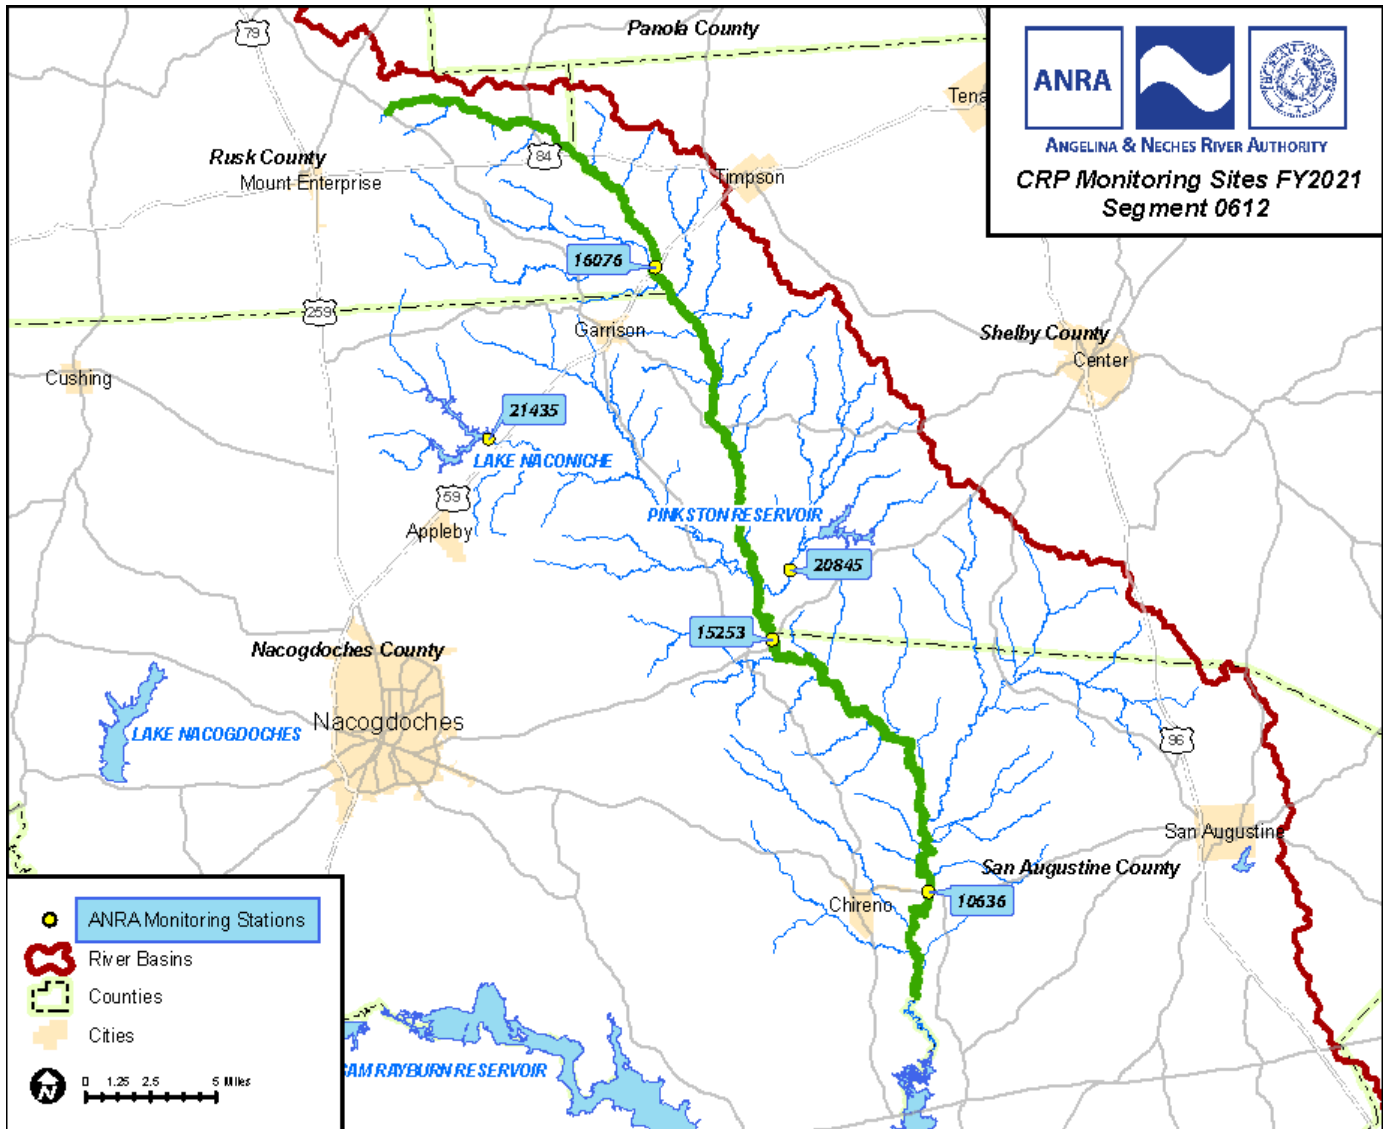 79
Panola County
Tena
ANRA
ANGELINA & NECHES RIVER AUTHORITY
CRP Monitoring Sites FY2021
Segment 0612
Rusk County
84
Mount Enterprise
Timpson
16076
259
Garrison
Shelby County
Center
Cushing
21435
LAKE NACONICHE
59
Appleby
PINKSTON RESERVOIR
20845
15253
Nacogdoches County
Nacogdoches
LAKE NACOGDOCHES
96
San Augustine
San Augustine County
Chireno
10636
ANRA Monitoring Stations
River Basins
Counties
Cities
N
0 1.25 2.5 5 Miles
SAM RAYBURN RESERVOIR